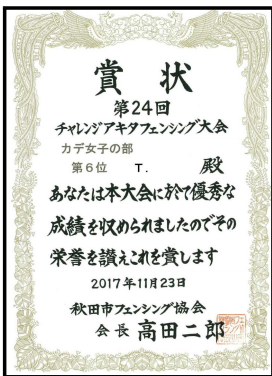 賞状
第24回
チャレンジアキタフェンシング大会
カデ女子の部
第6位 T. 殿
あなたは本大会に於て優秀な
成績を収められましたのでその
栄誉を讃えこれを賞します
2017年11月23日
秋田市フェンシング協会
会長 高田二郎